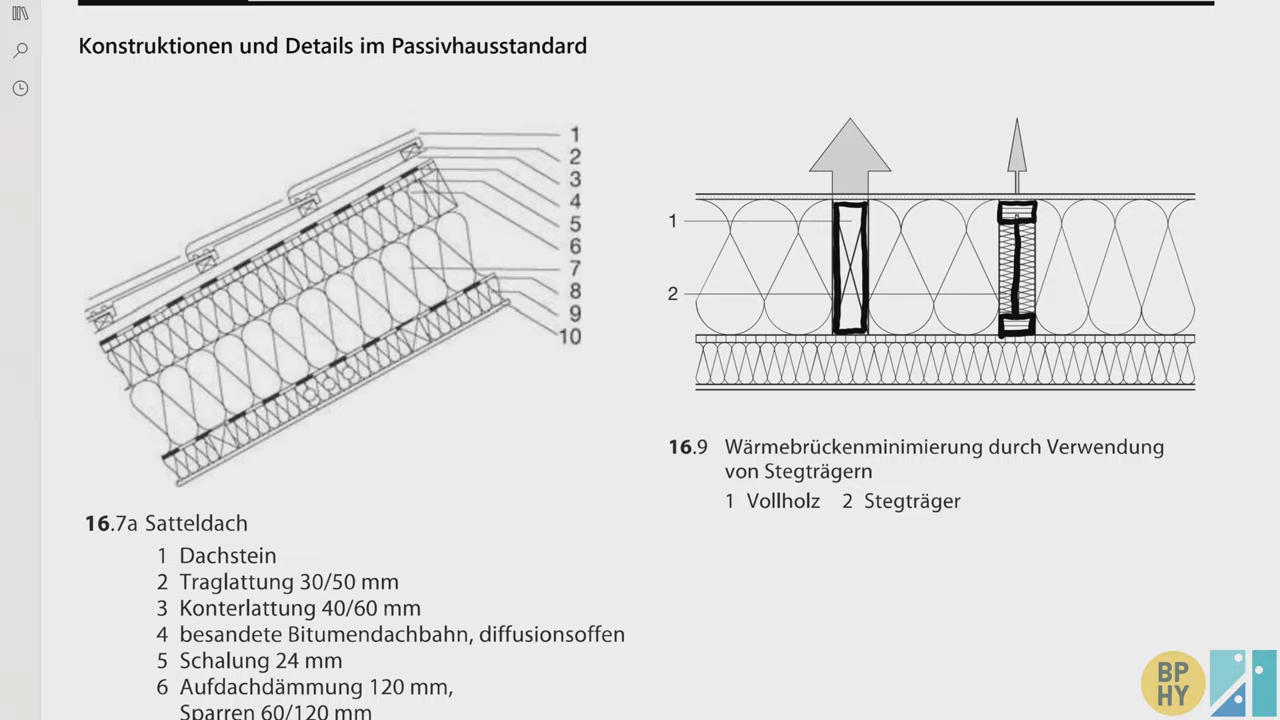 Konstruktionen und Details im Passivhausstandard
1
2
3
4
5
6
7
8
9
10
16.7a Satteldach
1 Dachstein
2 Traglattung 30/50 mm
3 Konterlattung 40/60 mm
4 besandete Bitumendachbahn, diffusionsoffen
5 Schalung 24 mm
6 Aufdachdämmung 120 mm,
Sparren 60/120 mm
1
2
16.9 Wärmebrückenminimierung durch Verwendung
von Stegträgern
1 Vollholz 2 Stegträger
BP
HY